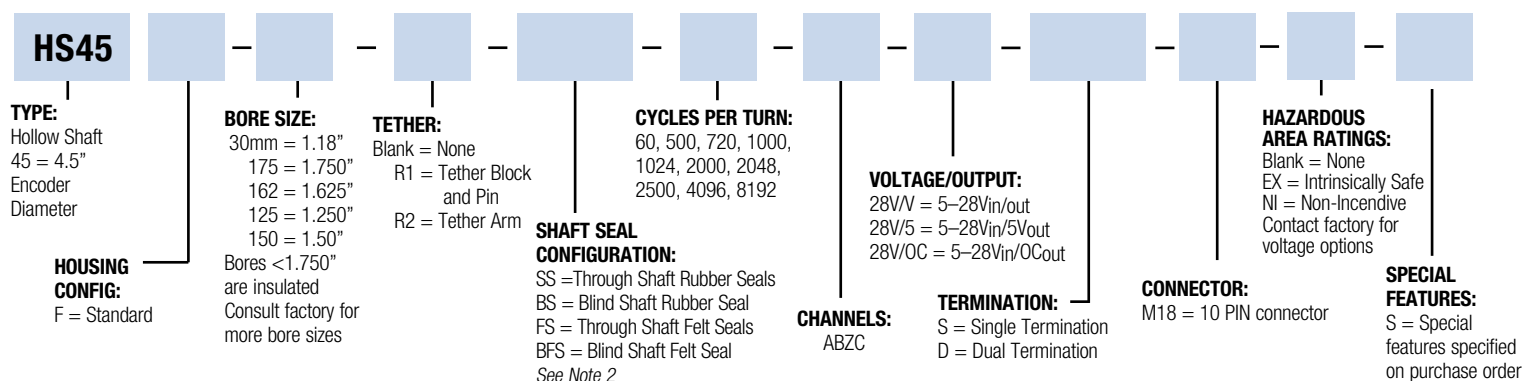 HS45
— — — — — — — — — —
TYPE:
Hollow Shaft
45 = 4.5”
Encoder
Diameter
HOUSING
CONFIG:
F = Standard
BORE SIZE:
30mm = 1.18”
175 = 1.750”
162 = 1.625”
125 = 1.250”
150 = 1.50”
Bores <1.750”
are insulated
Consult factory for
more bore sizes
TETHER:
Blank = None
R1 = Tether Block
and Pin
R2 = Tether Arm
SHAFT SEAL
CONFIGURATION:
SS =Through Shaft Rubber Seals
BS = Blind Shaft Rubber Seal
FS = Through Shaft Felt Seals
BFS = Blind Shaft Felt Seal
See Note 2
CYCLES PER TURN:
60, 500, 720, 1000,
1024, 2000, 2048,
2500, 4096, 8192
CHANNELS:
ABZC
VOLTAGE/OUTPUT:
28V/V = 5–28Vin/out
28V/5 = 5–28Vin/5Vout
28V/OC = 5–28Vin/OCout
TERMINATION:
S = Single Termination
D = Dual Termination
CONNECTOR:
M18 = 10 PIN connector
HAZARDOUS
AREA RATINGS:
Blank = None
EX = Intrinsically Safe
NI = Non-Incendive
Contact factory for
voltage options
SPECIAL
FEATURES:
S = Special
features specified
on purchase order